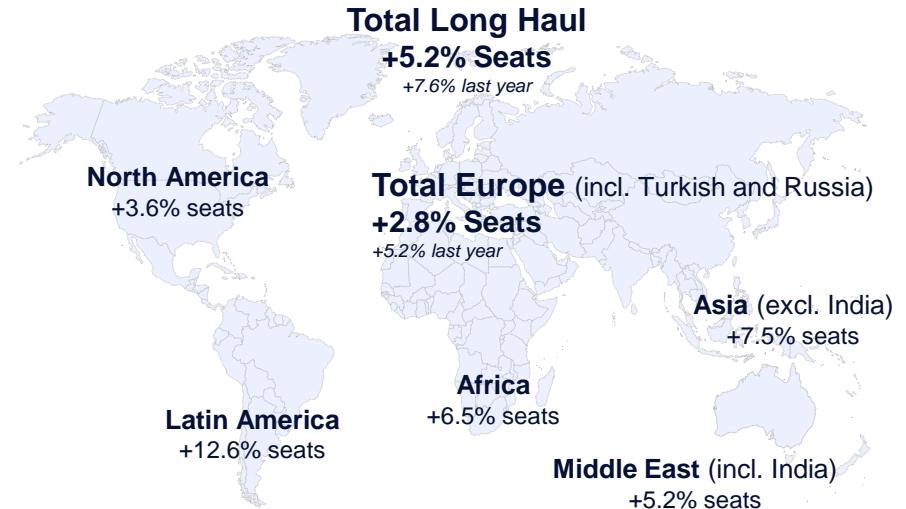 Total Long Haul
+5.2% Seats
+7.6% last year
North America
+3.6% seats
Total Europe (incl. Turkish and Russia)
+2.8% Seats
+5.2% last year
Asia (excl. India)
+7.5% seats
Africa
+6.5% seats
Latin America
+12.6% seats
Middle East (incl. India)
+5.2% seats